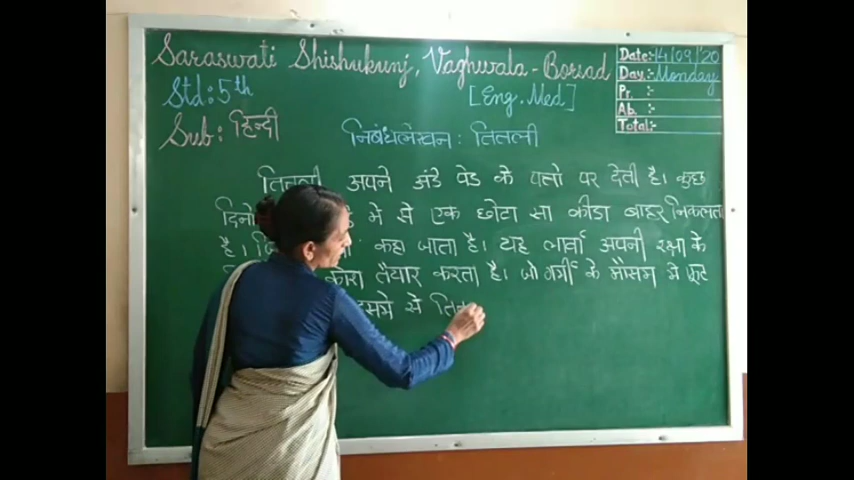 Saraswati Shishukunj, Vaghwala - Borsad
[Eng. Med.]
Date:- 14/09/'20
Day:- Monday
Pr. :-
Ab. :-
Total:-
Std: 5th
Sub: हिन्दी
निबंधलेखन : तितली
तितली अपने अंडे पेड के पत्तो पर देती है। कुछ
दिनो मे से एक छोटा सा कीडा बाहर निकलता
है। कहा जाता है। यह लार्वा अपनी रक्षा के
तैयार करता है। जो गर्मी के मौसम मे फूट
से